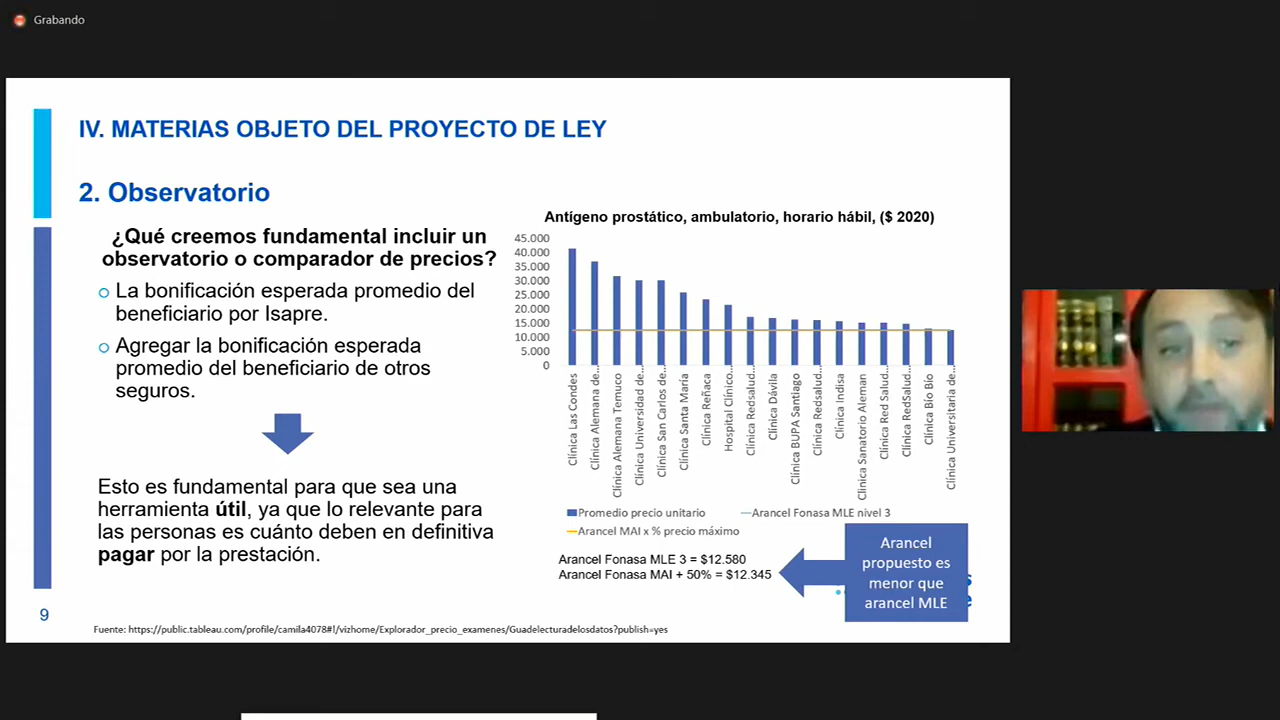 Grabando
IV. MATERIAS OBJETO DEL PROYECTO DE LEY
2. Observatorio
¿Qué creemos fundamental incluir un
observatorio o comparador de precios?
La bonificación esperada promedio del
beneficiario por Isapre.
Agregar la bonificación esperada
promedio del beneficiario de otros
seguros.
Esto es fundamental para que sea una
herramienta útil, ya que lo relevante para
las personas es cuánto deben en definitiva
pagar por la prestación.
Antígeno prostático, ambulatorio, horario hábil, ($ 2020)
45.000
40.000
35.000
30.000
25.000
20.000
15.000
10.000
5.000
0
Clínica Las Condes
Clínica Alemana de...
Clínica Alemana Temuco
Clínica Universidad de...
Clínica San Carlos de...
Clínica Santa María
Clínica Reñaca
Hospital Clínico...
Clínica Redsalud...
Clínica Dávila
Clínica BUPA Santiago
Clínica Redsalud...
Clínica Indisa
Clínica Sanatorio Aleman
Clínica Red Salud...
Clínica RedSalud...
Clínica Bío Bío
Clínica Universitaria de...
Promedio precio unitario
Arancel Fonasa MLE nivel 3
Arancel MAI x % precio máximo
Arancel Fonasa MLE 3 = $12.580
Arancel Fonasa MAI + 50% = $12.345
Arancel
propuesto es
menor que
arancel MLE
9
Fuente: https://public.tableau.com/profile/camila4078#!/vizhome/Explorador_precio_examenes/Guadelecturadelosdatos?publish=yes